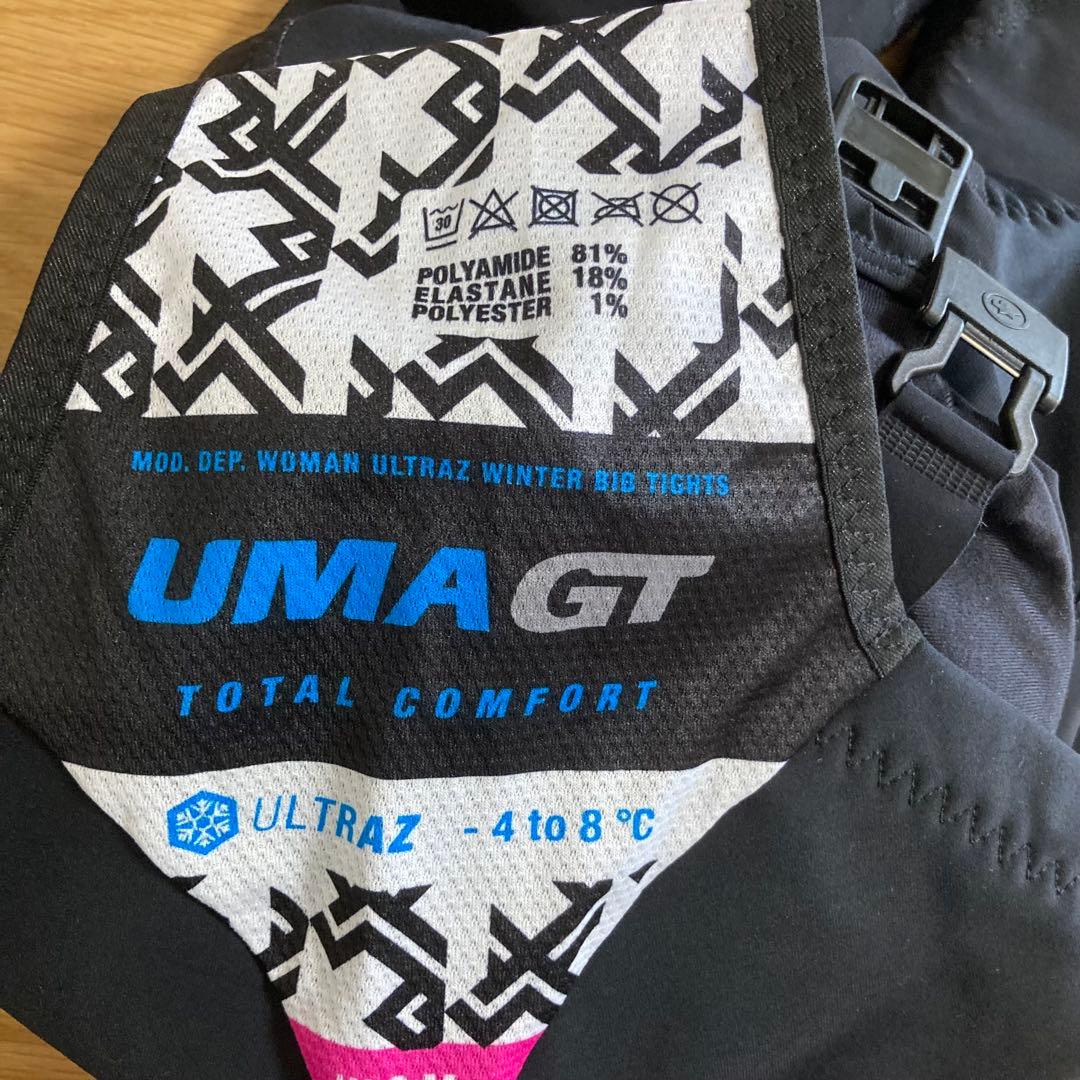 30
POLYAMIDE 81%
ELASTANE 18%
POLYESTER 1%
MOD. DEP. WOMAN ULTRAZ WINTER BIB TIGHTS
UMA GT
TOTAL COMFORT
ULTRAZ - 4 to 8 °C